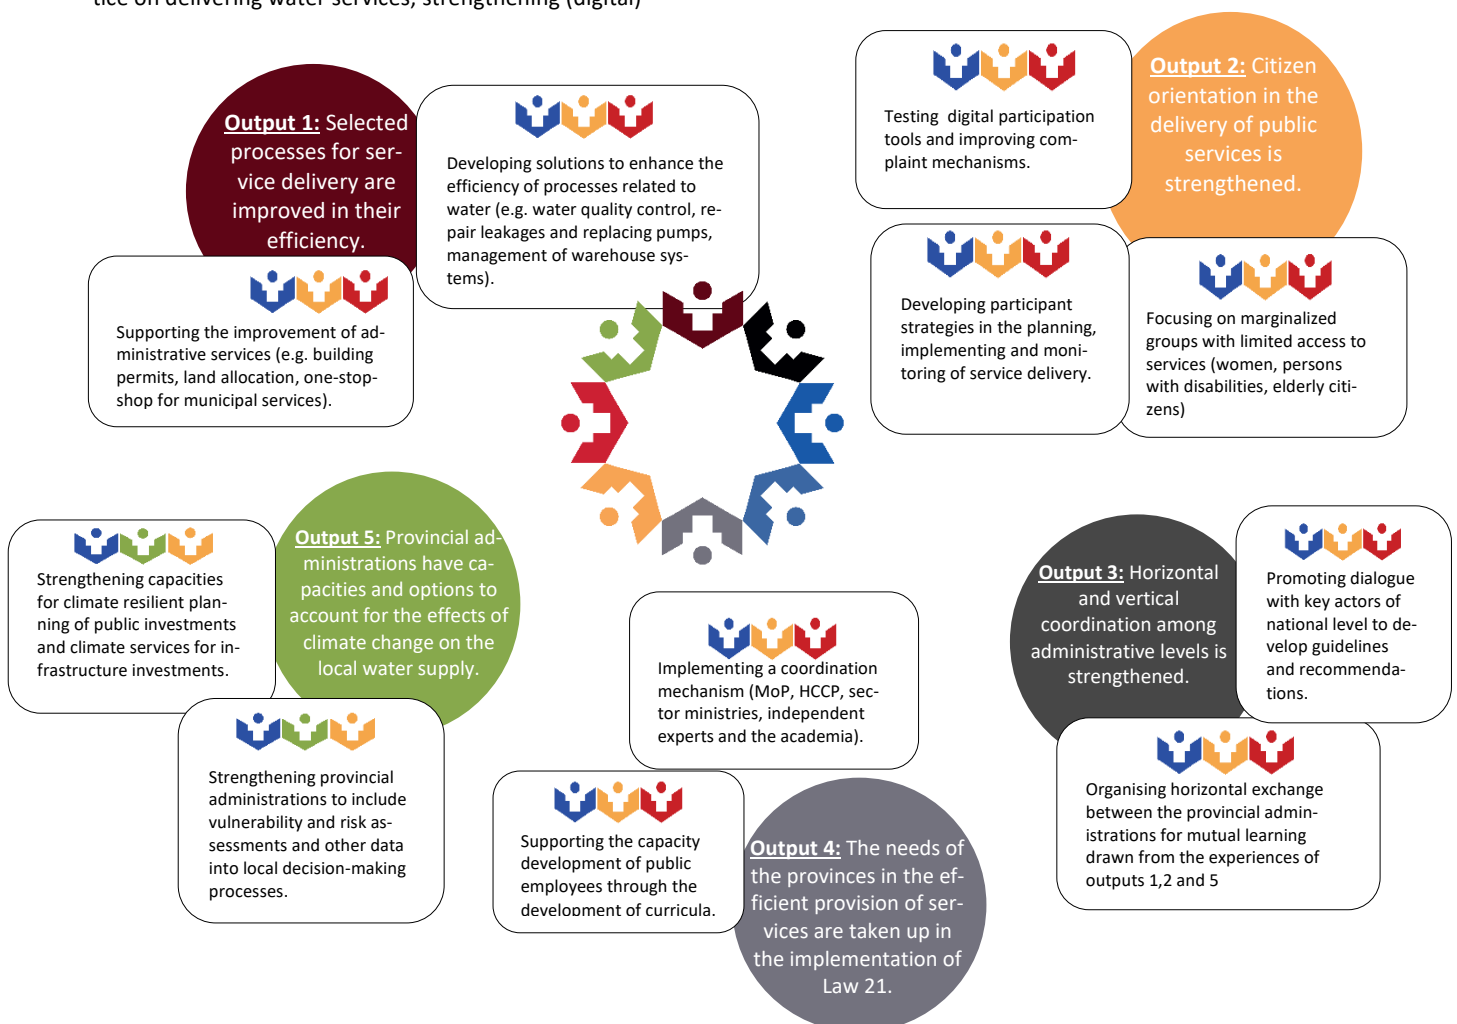 tice on delivering water services, strengthening (digital)
Output 1: Selected
processes for ser-
vice delivery are
improved in their
efficiency.
Developing solutions to enhance the
efficiency of processes related to
water (e.g. water quality control, re-
pair leakages and replacing pumps,
management of warehouse sys-
tems).
Supporting the improvement of ad-
ministrative services (e.g. building
permits, land allocation, one-stop-
shop for municipal services).
Testing  digital participation
tools and improving com-
plaint mechanisms.
Output 2: Citizen
orientation in the
delivery of public
services is
strengthened.
Developing participant
strategies in the planning,
implementing and moni-
toring of service delivery.
Focusing on marginalized
groups with limited access to
services (women, persons
with disabilities, elderly citi-
zens)
Output 5: Provincial ad-
ministrations have ca-
pacities and options to
account for the effects of
climate change on the
local water supply.
Strengthening capacities
for climate resilient plan-
ning of public investments
and climate services for in-
frastructure investments.
Strengthening provincial
administrations to include
vulnerability and risk as-
sessments and other data
into local decision-making
processes.
Implementing a coordination
mechanism (MoP, HCCP, sec-
tor ministries, independent
experts and the academia).
Supporting the capacity
development of public
employees through the
development of curricula.
Output 4: The needs of
the provinces in the ef-
ficient provision of ser-
vices are taken up in
the implementation of
Law 21.
Output 3: Horizontal
and vertical
coordination among
administrative levels is
strengthened.
Promoting dialogue
with key actors of
national level to de-
velop guidelines
and recommenda-
tions.
Organising horizontal exchange
between the provincial admin-
istrations for mutual learning
drawn from the experiences of
outputs 1,2 and 5